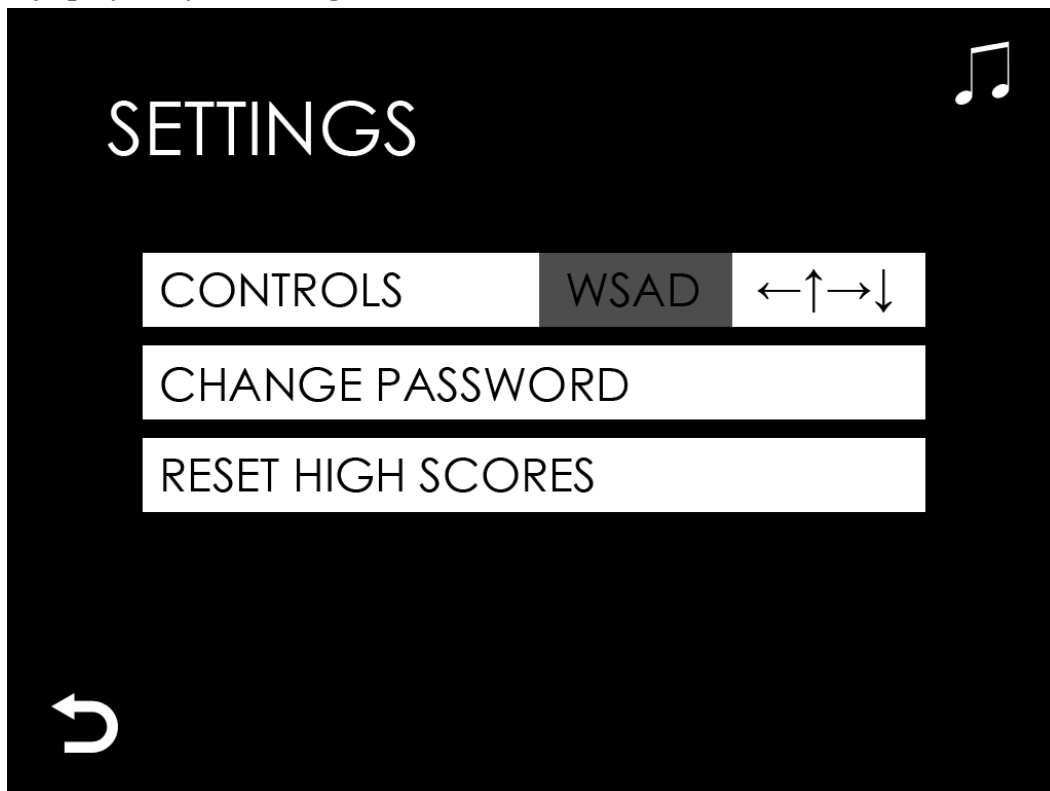 SETTINGS
CONTROLS WSAD ←↑→↓
CHANGE PASSWORD
RESET HIGH SCORES